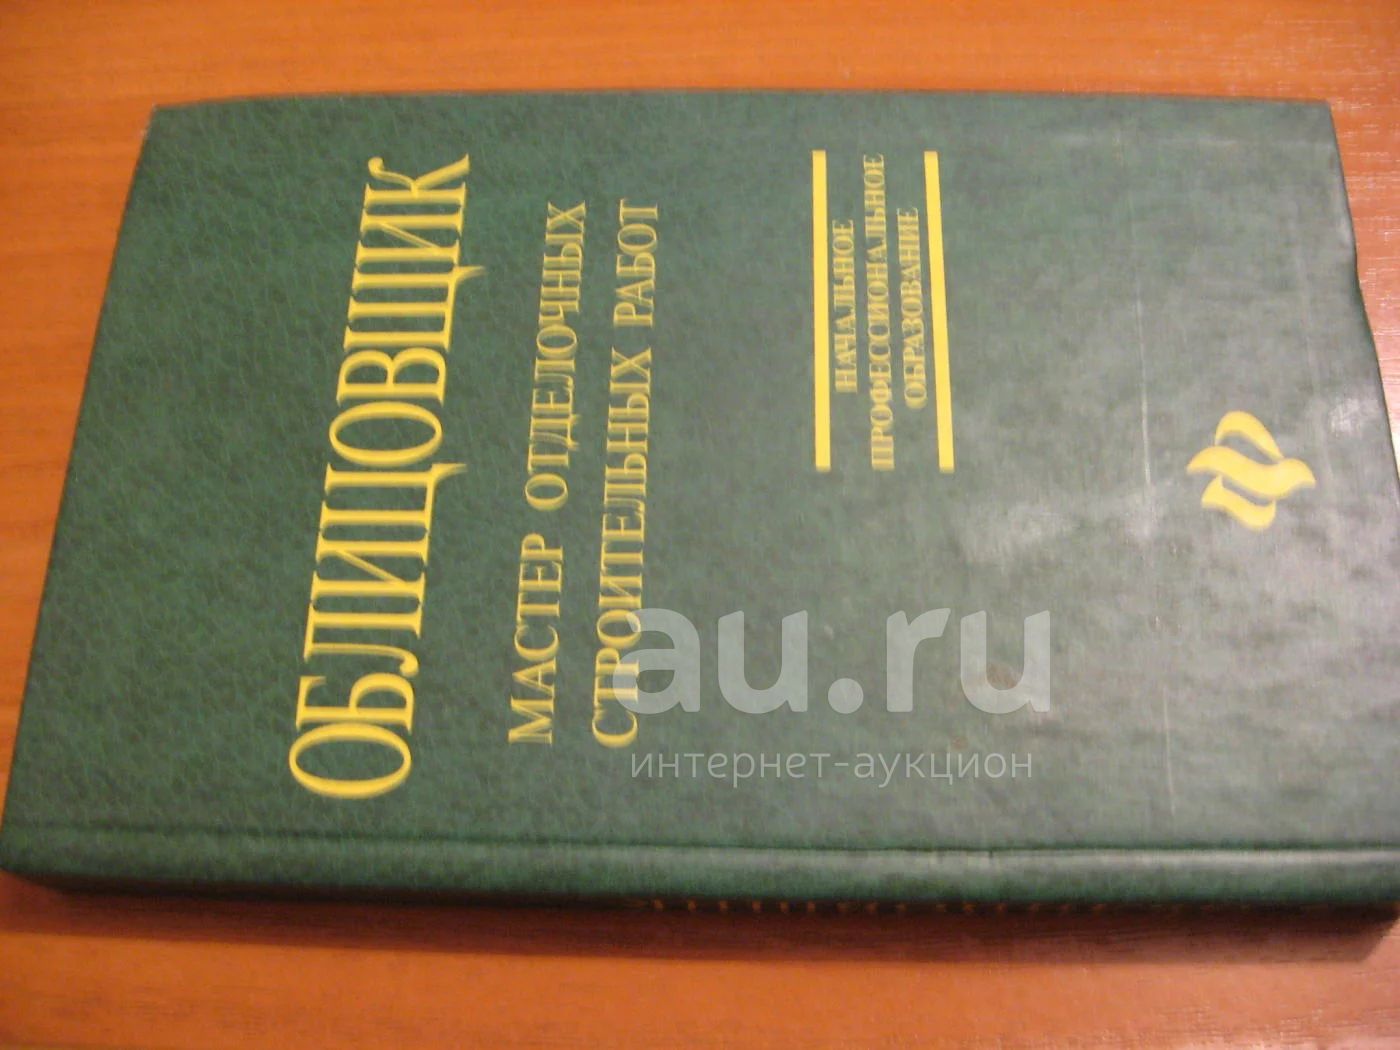 ОБЛИЦОВЩИК
МАСТЕР ОТДЕЛОЧНЫХ
СТРОИТЕЛЬНЫХ РАБОТ
НАЧАЛЬНОЕ
ПРОФЕССИОНАЛЬНОЕ
ОБРАЗОВАНИЕ
au.ru
интернет-аукцион